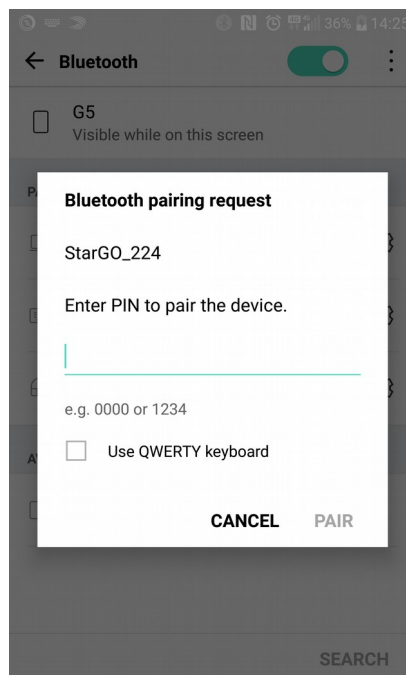 36% 14:25
Bluetooth
G5
Visible while on this screen
Bluetooth pairing request
StarGO_224
Enter PIN to pair the device.
e.g. 0000 or 1234
Use QWERTY keyboard
CANCEL PAIR
SEARCH